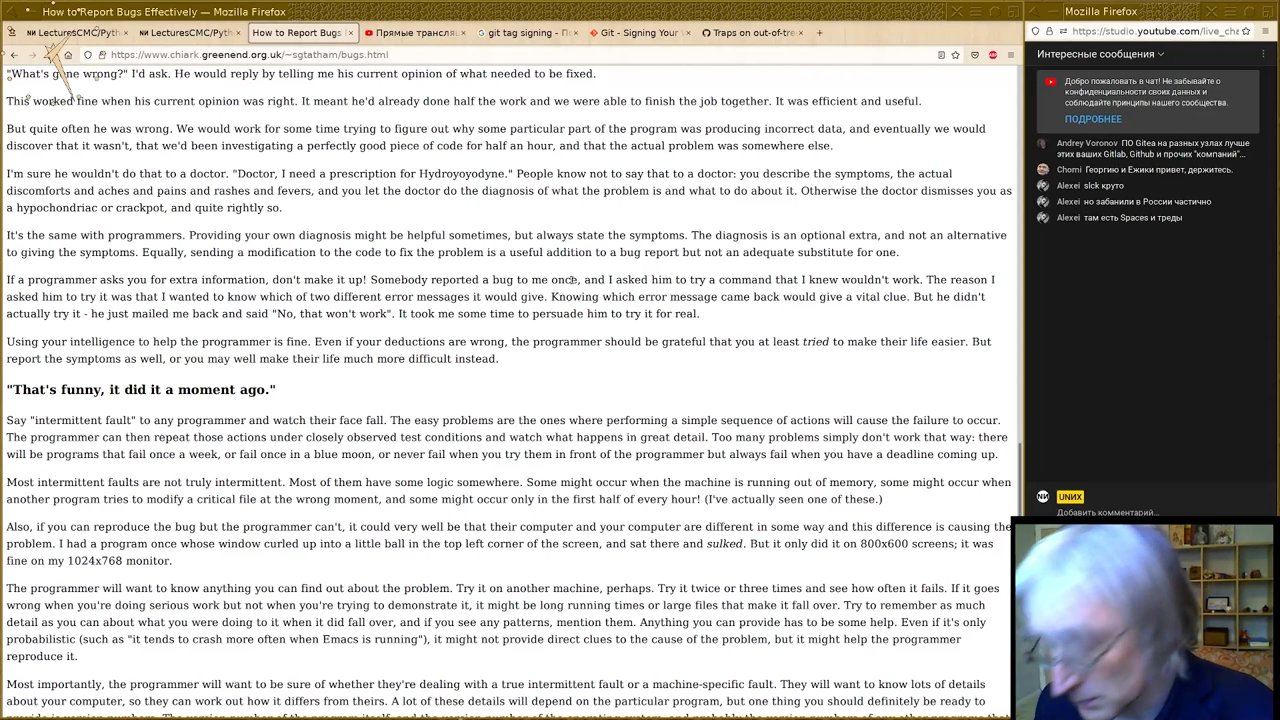 How to Report Bugs Effectively — Mozilla Firefox
Mozilla Firefox
LecturesCMC/Pyth
LecturesCMC/Pyth
How to Report Bugs
Прямые трансляц
git tag signing - По
Git - Signing Your
Traps on out-of-tre
https://www.chiark.greenend.org.uk/~sgtatham/bugs.html
https://studio.youtube.com/live_cha
Интересные сообщения
"What's gone wrong?" I'd ask. He would reply by telling me his current opinion of what needed to be fixed.
This worked fine when his current opinion was right. It meant he'd already done half the work and we were able to finish the job together. It was efficient and useful.
But quite often he was wrong. We would work for some time trying to figure out why some particular part of the program was producing incorrect data, and eventually we would
discover that it wasn't, that we'd been investigating a perfectly good piece of code for half an hour, and that the actual problem was somewhere else.
I'm sure he wouldn't do that to a doctor. "Doctor, I need a prescription for Hydroyoyodyne." People know not to say that to a doctor: you describe the symptoms, the actual
discomforts and aches and pains and rashes and fevers, and you let the doctor do the diagnosis of what the problem is and what to do about it. Otherwise the doctor dismisses you as
a hypochondriac or crackpot, and quite rightly so.
It's the same with programmers. Providing your own diagnosis might be helpful sometimes, but always state the symptoms. The diagnosis is an optional extra, and not an alternative
to giving the symptoms. Equally, sending a modification to the code to fix the problem is a useful addition to a bug report but not an adequate substitute for one.
If a programmer asks you for extra information, don't make it up! Somebody reported a bug to me once, and I asked him to try a command that I knew wouldn't work. The reason I
asked him to try it was that I wanted to know which of two different error messages it would give. Knowing which error message came back would give a vital clue. But he didn't
actually try it - he just mailed me back and said "No, that won't work". It took me some time to persuade him to try it for real.
Using your intelligence to help the programmer is fine. Even if your deductions are wrong, the programmer should be grateful that you at least tried to make their life easier. But
report the symptoms as well, or you may well make their life much more difficult instead.
"That's funny, it did it a moment ago."
Say "intermittent fault" to any programmer and watch their face fall. The easy problems are the ones where performing a simple sequence of actions will cause the failure to occur.
The programmer can then repeat those actions under closely observed test conditions and watch what happens in great detail. Too many problems simply don't work that way: there
will be programs that fail once a week, or fail once in a blue moon, or never fail when you try them in front of the programmer but always fail when you have a deadline coming up.
Most intermittent faults are not truly intermittent. Most of them have some logic somewhere. Some might occur when the machine is running out of memory, some might occur when
another program tries to modify a critical file at the wrong moment, and some might occur only in the first half of every hour! (I've actually seen one of these.)
Also, if you can reproduce the bug but the programmer can't, it could very well be that their computer and your computer are different in some way and this difference is causing the
problem. I had a program once whose window curled up into a little ball in the top left corner of the screen, and sat there and sulked. But it only did it on 800x600 screens; it was
fine on my 1024x768 monitor.
The programmer will want to know anything you can find out about the problem. Try it on another machine, perhaps. Try it twice or three times and see how often it fails. If it goes
wrong when you're doing serious work but not when you're trying to demonstrate it, it might be long running times or large files that make it fall over. Try to remember as much
detail as you can about what you were doing to it when it did fall over, and if you see any patterns, mention them. Anything you can provide has to be some help. Even if it's only
probabilistic (such as "it tends to crash more often when Emacs is running"), it might not provide direct clues to the cause of the problem, but it might help the programmer
reproduce it.
Most importantly, the programmer will want to be sure of whether they're dealing with a true intermittent fault or a machine-specific fault. They will want to know lots of details
about your computer, so they can work out how it differs from theirs. A lot of these details will depend on the particular program, but one thing you should definitely be ready to
Добро пожаловать в чат! Не забывайте о
конфиденциальности своих данных и
соблюдайте принципы нашего сообщества.
ПОДРОБНЕЕ
Andrey Voronov ПО Gitea на разных узлах лучше
этих ваших Gitlab, Github и прочих "компаний"...
Chomi Георгию и Ежики привет, держитесь.
Alexei slck круто
Alexei но забанили в России частично
Alexei там есть Spaces и треды
UNИX
Добавить комментарий...